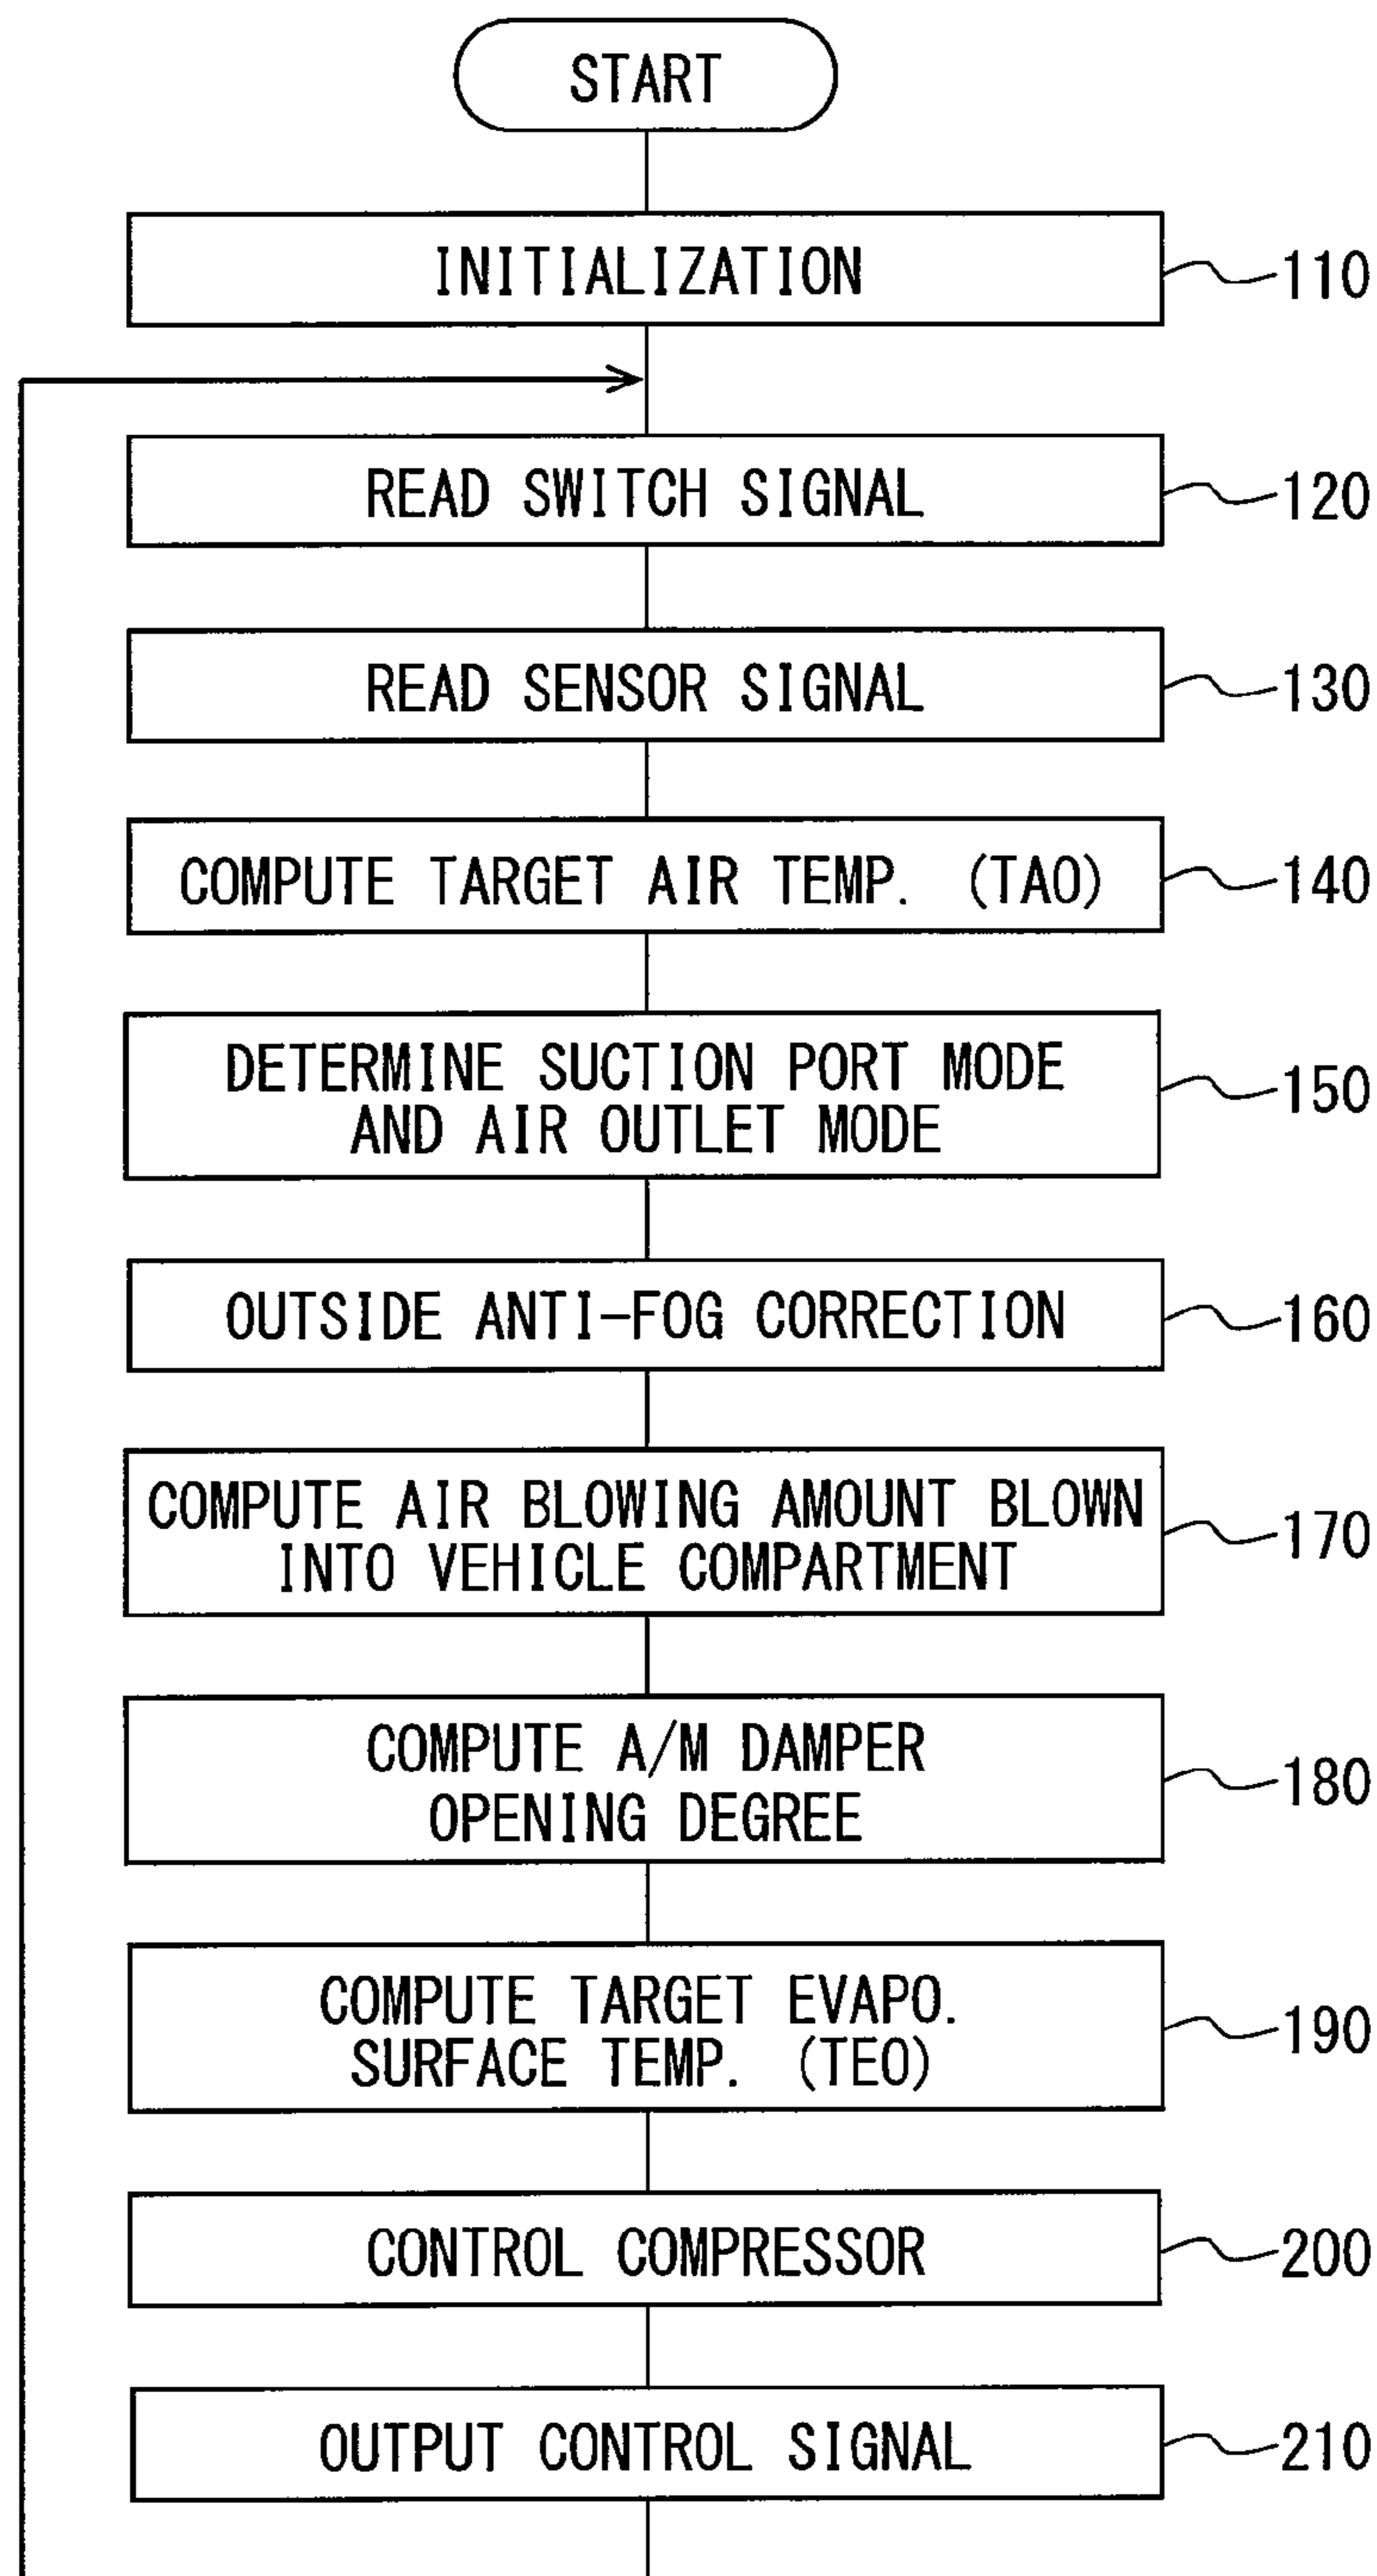 START
INITIALIZATION
110
READ SWITCH SIGNAL
120
READ SENSOR SIGNAL
130
COMPUTE TARGET AIR TEMP. (TAO)
140
DETERMINE SUCTION PORT MODE
AND AIR OUTLET MODE
150
OUTSIDE ANTI-FOG CORRECTION
160
COMPUTE AIR BLOWING AMOUNT BLOWN
INTO VEHICLE COMPARTMENT
170
COMPUTE A/M DAMPER
OPENING DEGREE
180
COMPUTE TARGET EVAPO.
SURFACE TEMP. (TEO)
190
CONTROL COMPRESSOR
200
OUTPUT CONTROL SIGNAL
210